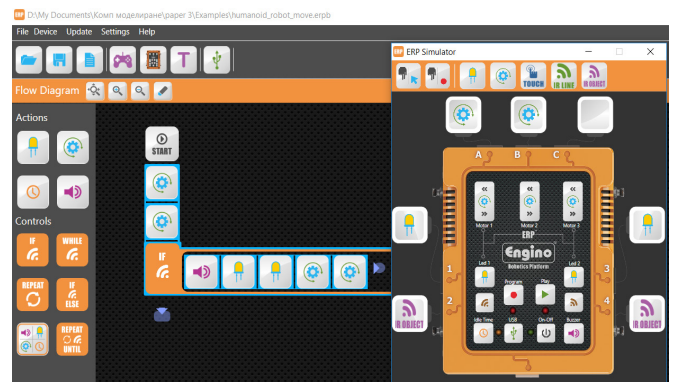 ERP D:\My Documents\Комп моделиране\paper 3\Examples\humanoid_robot_move.erpb
File Device Update Settings Help
T
Flow Diagram
Actions
START
Controls
IF
WHILE
REPEAT
IF
ELSE
REPEAT
UNTIL
IF
ERP ERP Simulator
TOUCH
IR LINE
IR OBJECT
A B C
Motor 1 Motor 2 Motor 3
ERP
Engino
Robotics Platform
Led 1 Led 2
1 3
Program Play
2 4
IR OBJECT IR OBJECT
Idle Time USB On-Off Buzzer